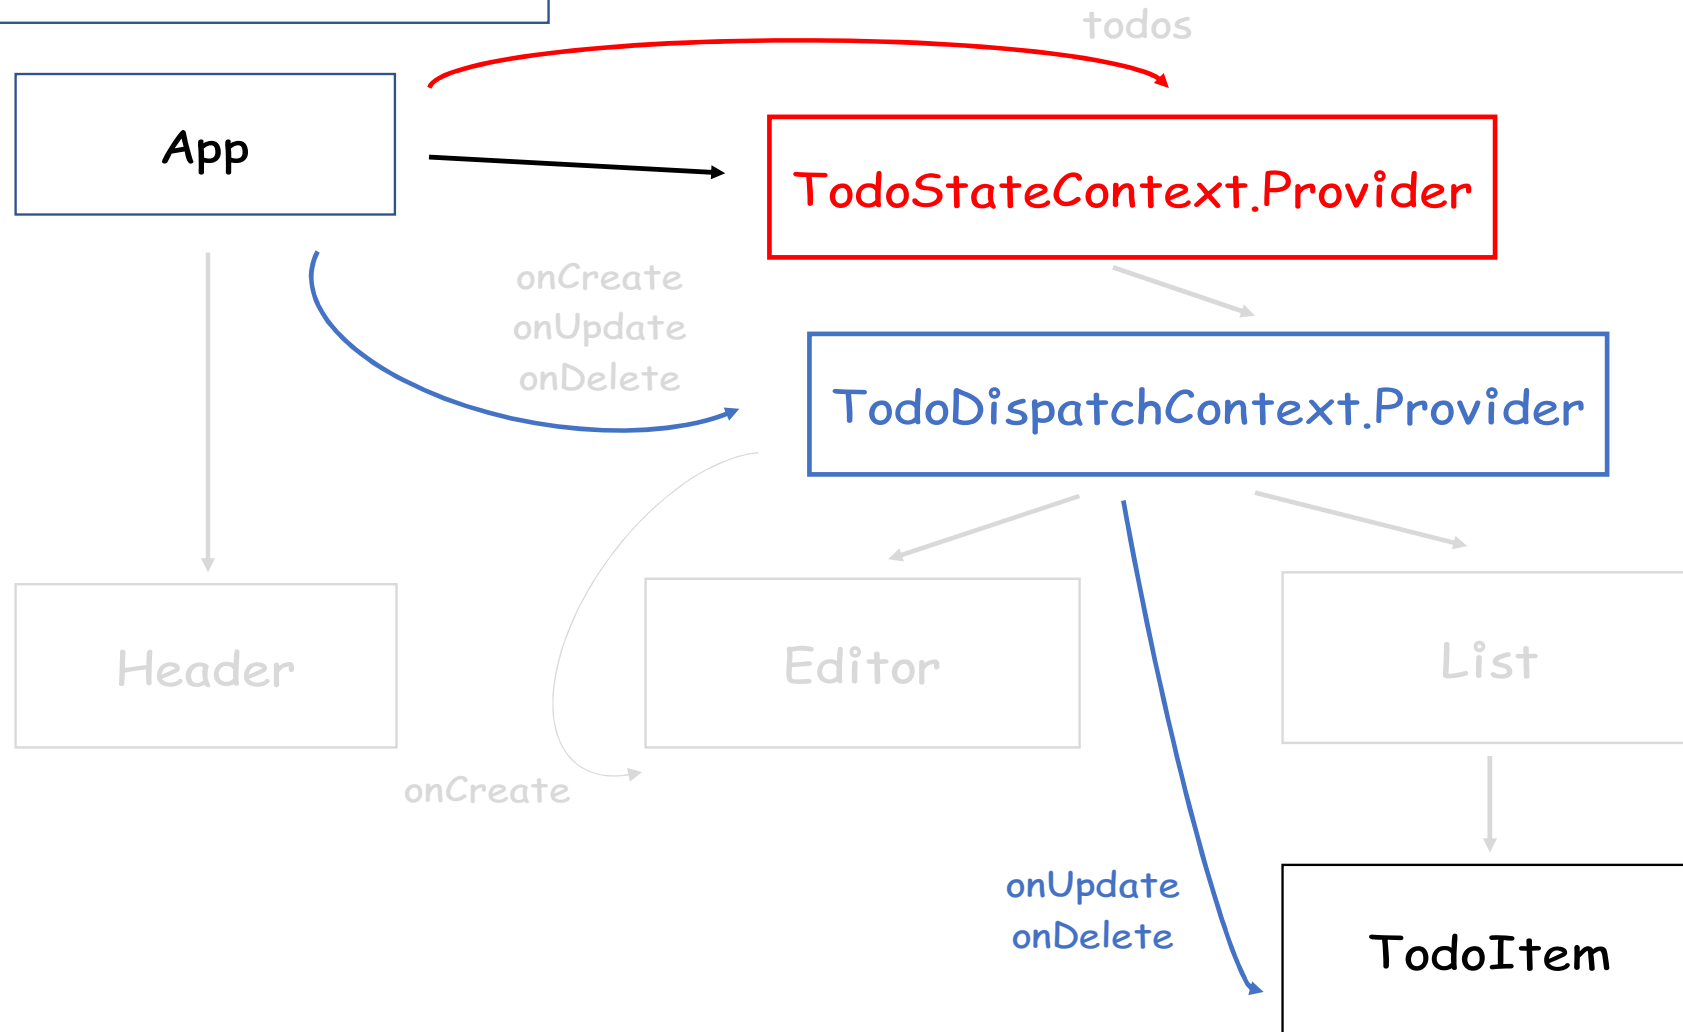 todos
App
TodoStateContext.Provider
onCreate
onUpdate
onDelete
TodoDispatchContext.Provider
Header
Editor
List
onCreate
onUpdate
onDelete
TodoItem